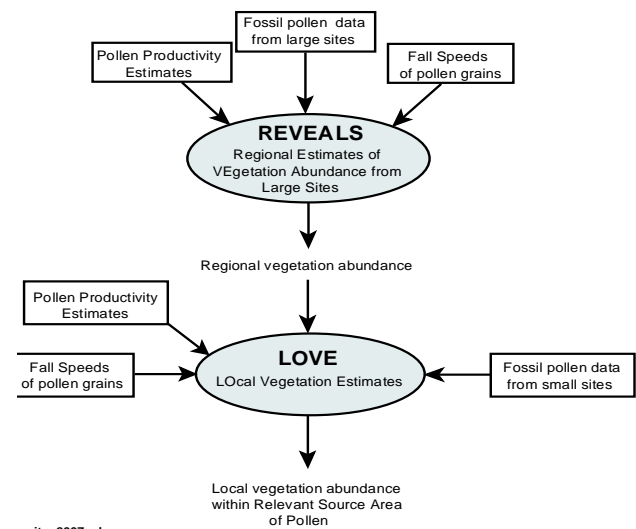 Fossil pollen data
from large sites
Pollen Productivity
Estimates
Fall Speeds
of pollen grains
REVEALS
Regional Estimates of
VEgetation Abundance from
Large Sites
Regional vegetation abundance
Pollen Productivity
Estimates
Fall Speeds
of pollen grains
LOVE
LOcal Vegetation Estimates
Fossil pollen data
from small sites
Local vegetation abundance
within Relevant Source Area
of Pollen